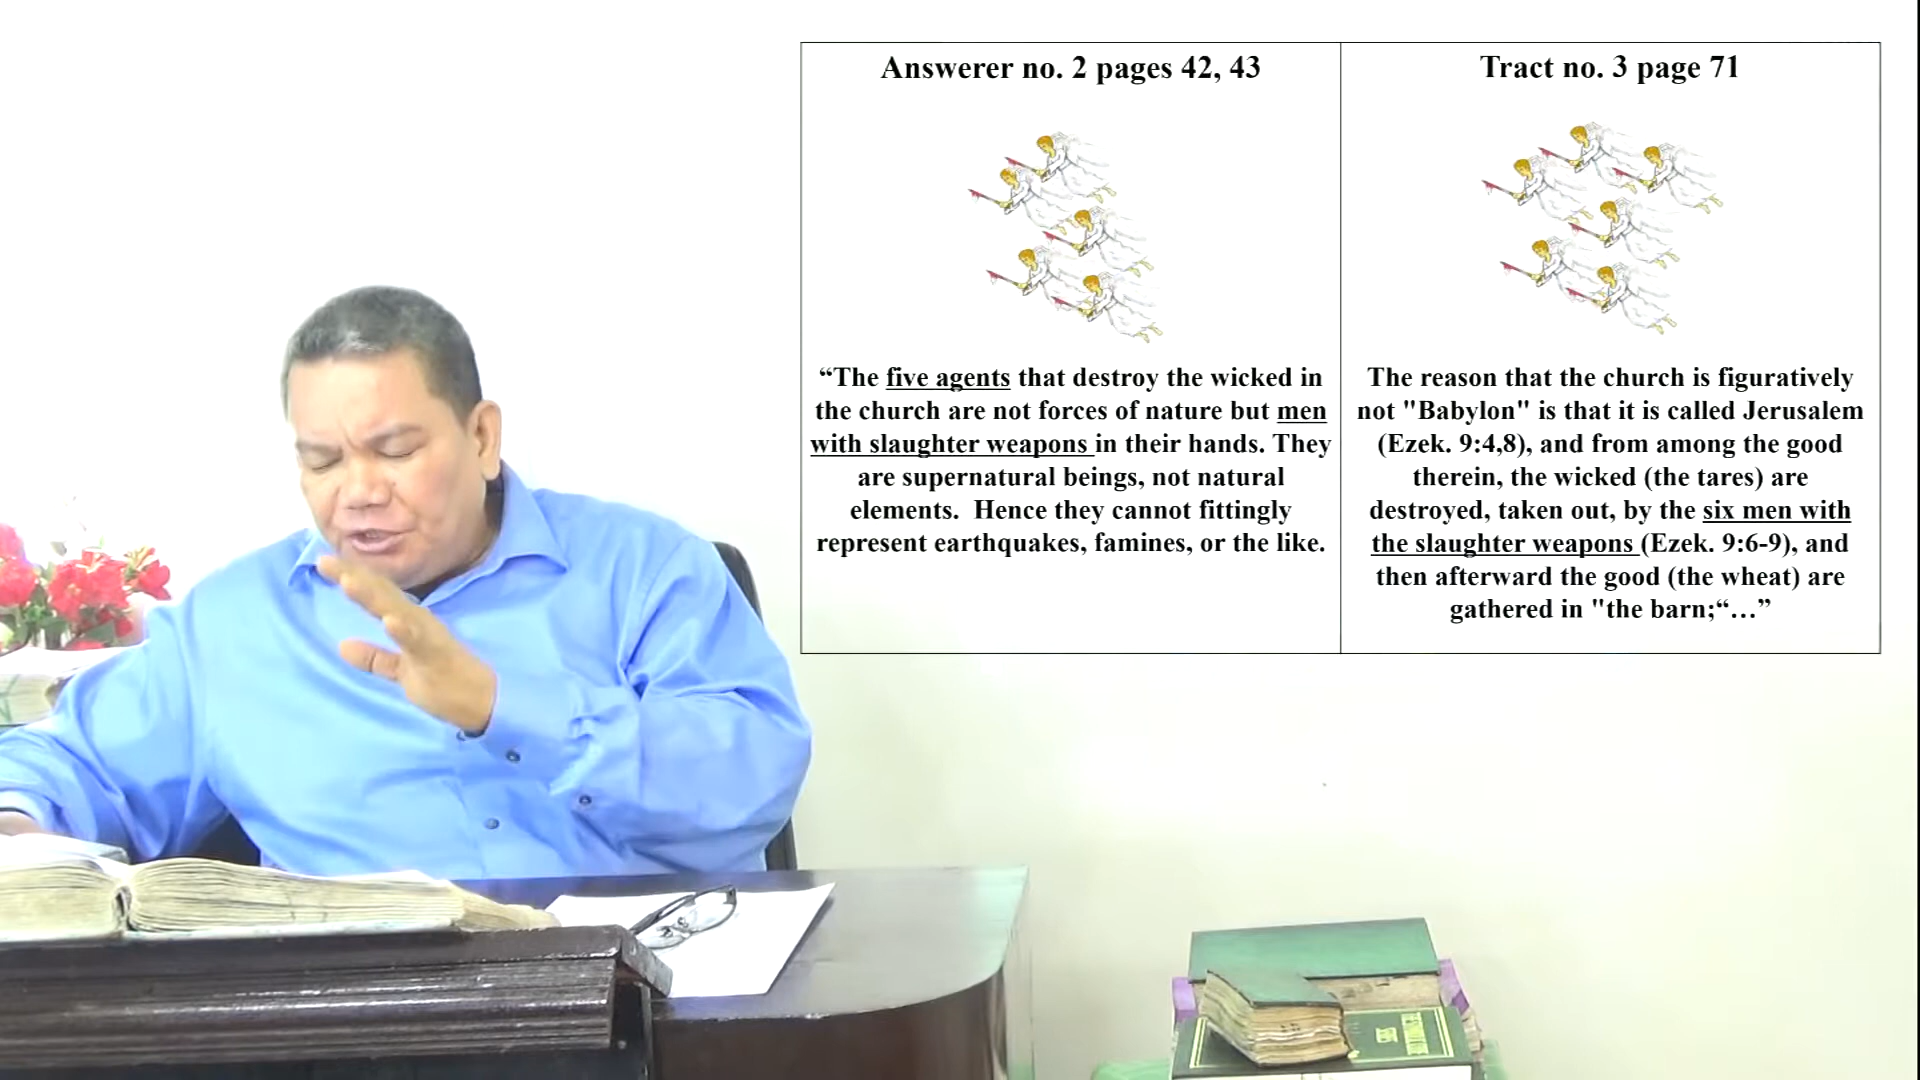 Answerer no. 2 pages 42, 43
“The five agents that destroy the wicked in
the church are not forces of nature but men
with slaughter weapons in their hands. They
are supernatural beings, not natural
elements.  Hence they cannot fittingly
represent earthquakes, famines, or the like.
Tract no. 3 page 71
The reason that the church is figuratively
not "Babylon" is that it is called Jerusalem
(Ezek. 9:4,8), and from among the good
therein, the wicked (the tares) are
destroyed, taken out, by the six men with
the slaughter weapons (Ezek. 9:6-9), and
then afterward the good (the wheat) are
gathered in "the barn;“…”